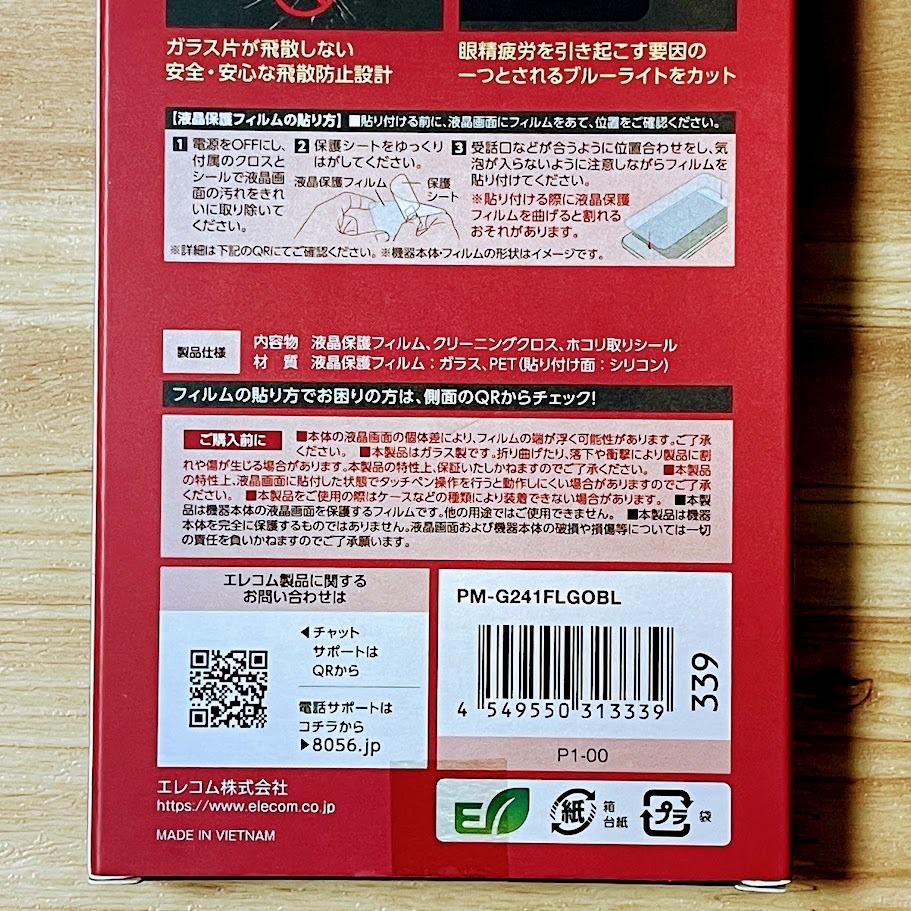 ガラス片が飛散しない
安全・安心な飛散防止設計
眼精疲労を引き起こす要因の
一つとされるブルーライトをカット
【液晶保護フィルムの貼り方】 ■貼り付ける前に、液晶画面にフィルムをあて、位置をご確認ください。
1 電源をOFFにし、
付属のクロスと
シールで液晶画
面の汚れをきれ
いに取り除いて
ください。
2 保護シートをゆっくり
はがしてください。
液晶保護フィルム
保護
シート
3 受話口などが合うように位置合わせをし、気
泡が入らないように注意しながらフィルムを
貼り付けてください。
※貼り付ける際に液晶保護
フィルムを曲げると割れる
おそれがあります。
※詳細は下記のQRにてご確認ください。※機器本体・フィルムの形状はイメージです。
製品仕様
内容物 液晶保護フィルム、クリーニングクロス、ホコリ取りシール
材 質 液晶保護フィルム：ガラス、PET（貼り付け面：シリコン）
フィルムの貼り方でお困りの方は、側面のQRからチェック！
ご購入前に ■本体の液晶画面の個体差により、フィルムの端が浮く可能性があります。ご了承
ください。 ■本製品はガラス製です。折り曲げたり、落下や衝撃により製品に割
れや傷が生じる場合があります。本製品の特性上、保証いたしかねますのでご了承ください。 ■本製品
の特性上、液晶画面に貼付した状態でタッチペン操作を行うと動作しにくい場合がありますのでご了承
ください。 ■本製品をご使用の際はケースなどの種類により装着できない場合があります。 ■本製
品は機器本体の液晶画面を保護するフィルムです。他の用途ではご使用できません。 ■本製品は機器
本体を完全に保護するものではありません。液晶画面および機器本体の破損や損傷等については一切
の責任を負いかねますのでご了承願います。
エレコム製品に関する
お問い合わせは
◀チャット
サポートは
QRから
電話サポートは
コチラから
▶8056.jp
PM-G241FLGOBL
4 549550 313339
339
P1-00
エレコム株式会社
https://www.elecom.co.jp
MADE IN VIETNAM
E
紙
箱
台紙
プラ
袋